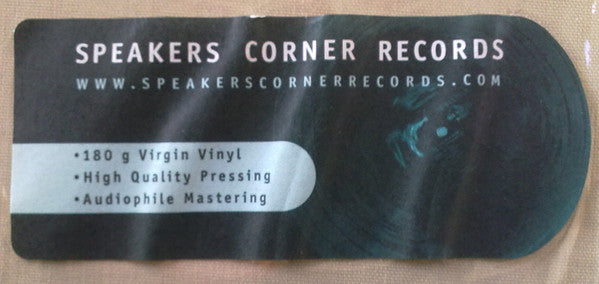 SPEAKERS CORNER RECORDS
WWW.SPEAKERSCORNERRECORDS.COM
•180 g Virgin Vinyl
•High Quality Pressing
•Audiophile Mastering